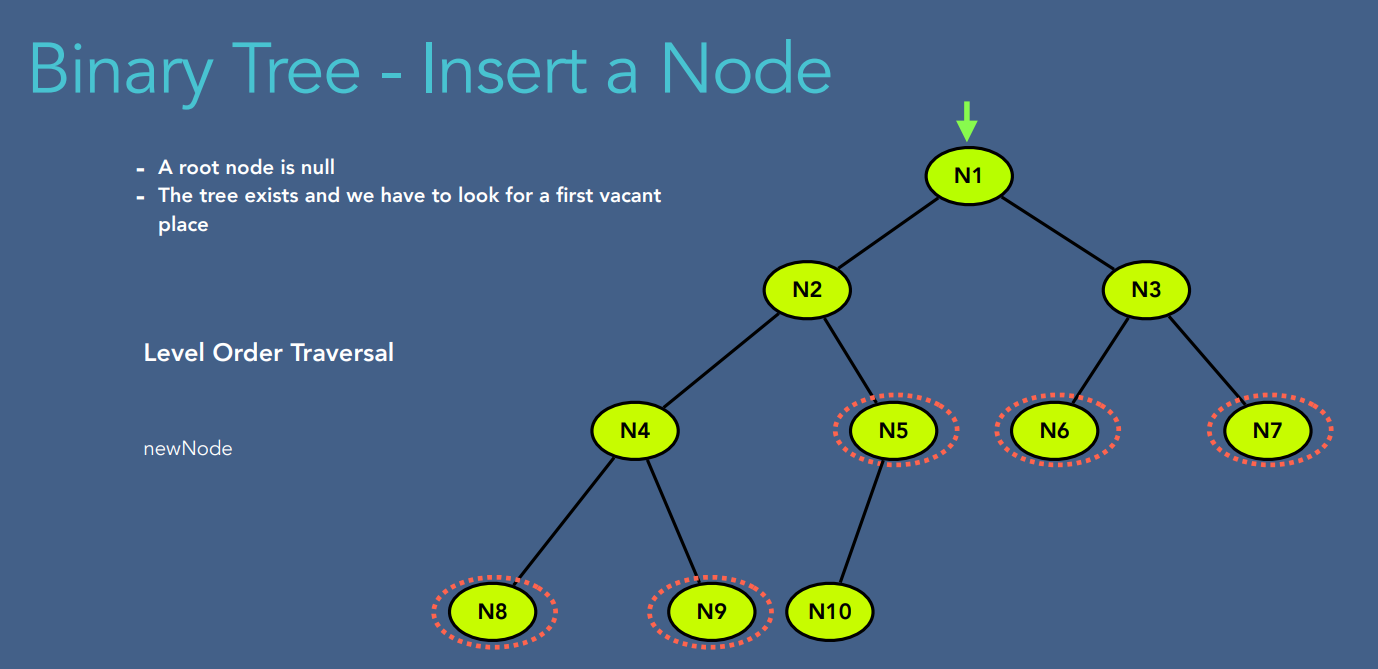 Binary Tree - Insert a Node
- A root node is null
- The tree exists and we have to look for a first vacant
place
N1
N2
N3
Level Order Traversal
N4
N5
N6
N7
newNode
N8
N9
N10